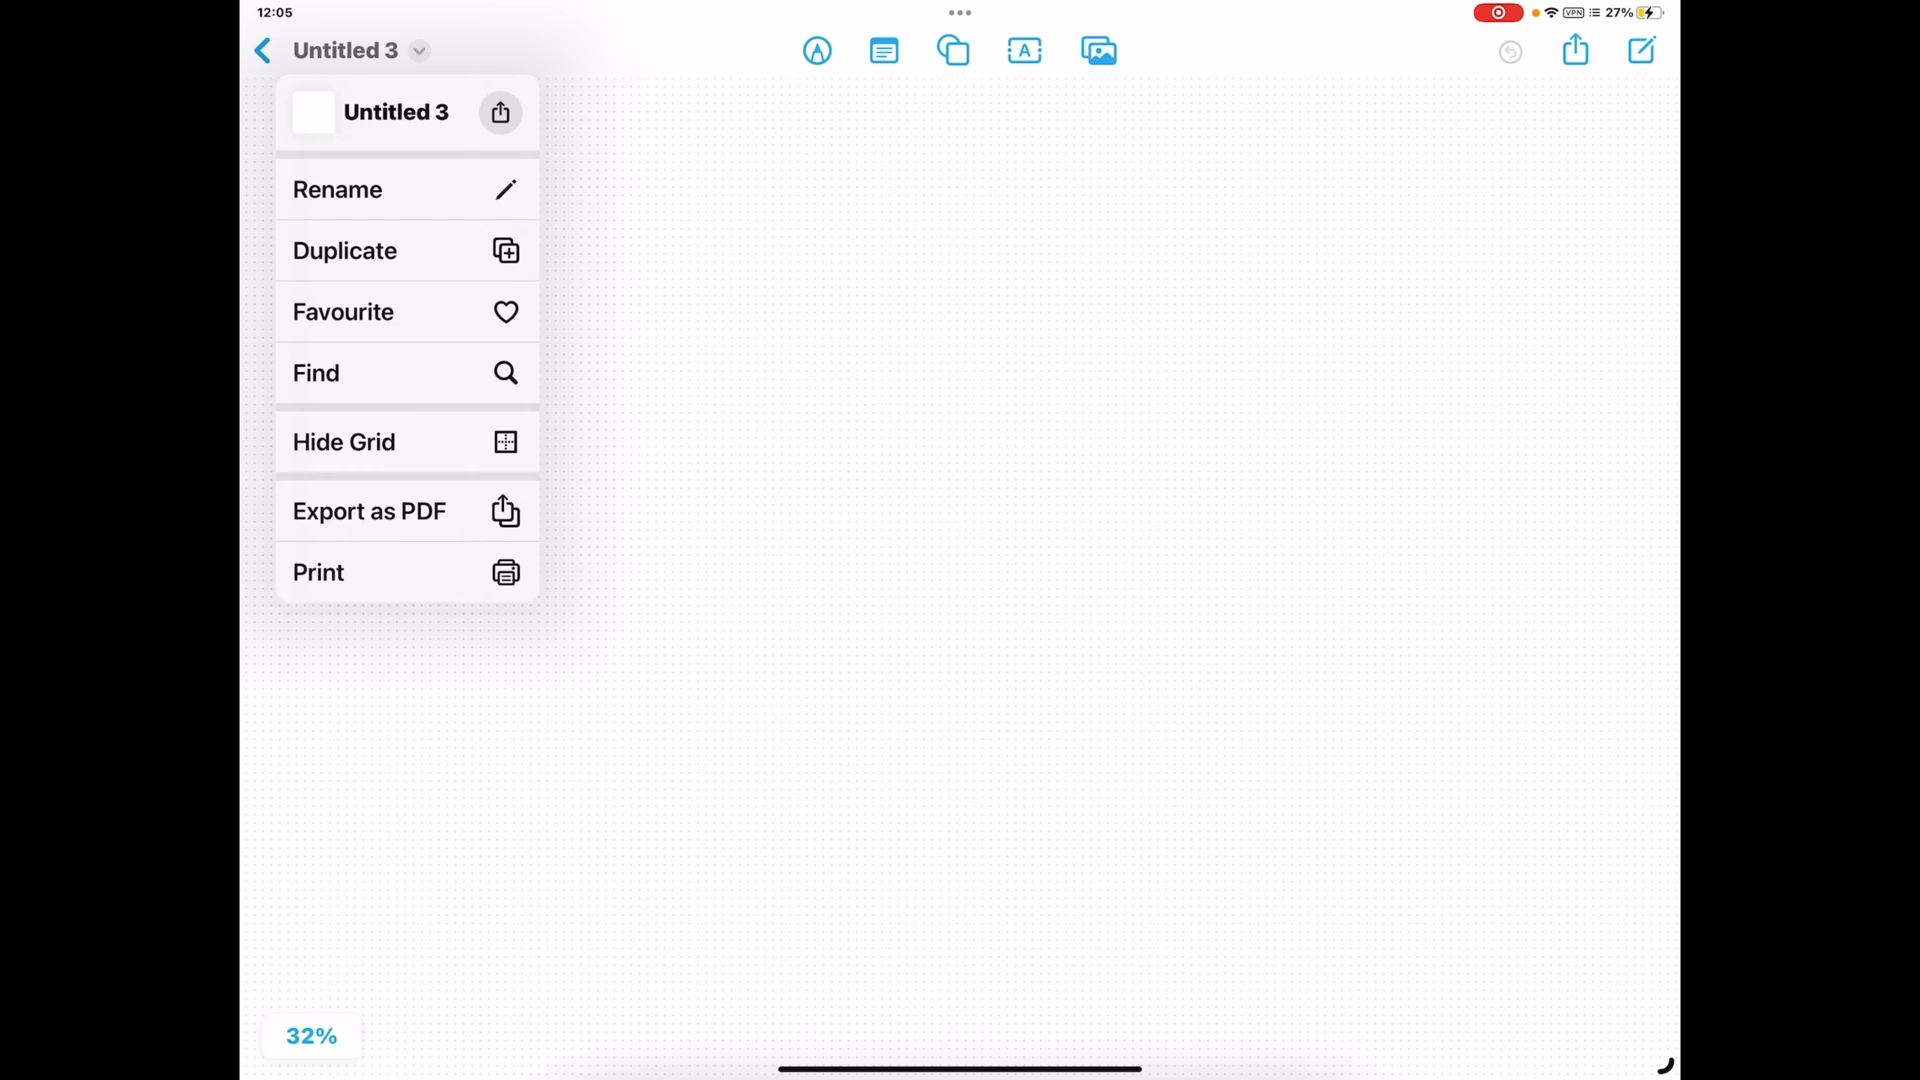 12:05
VPN 27%
Untitled 3
A
Untitled 3
Rename
Duplicate
Favourite
Find
Hide Grid
Export as PDF
Print
32%